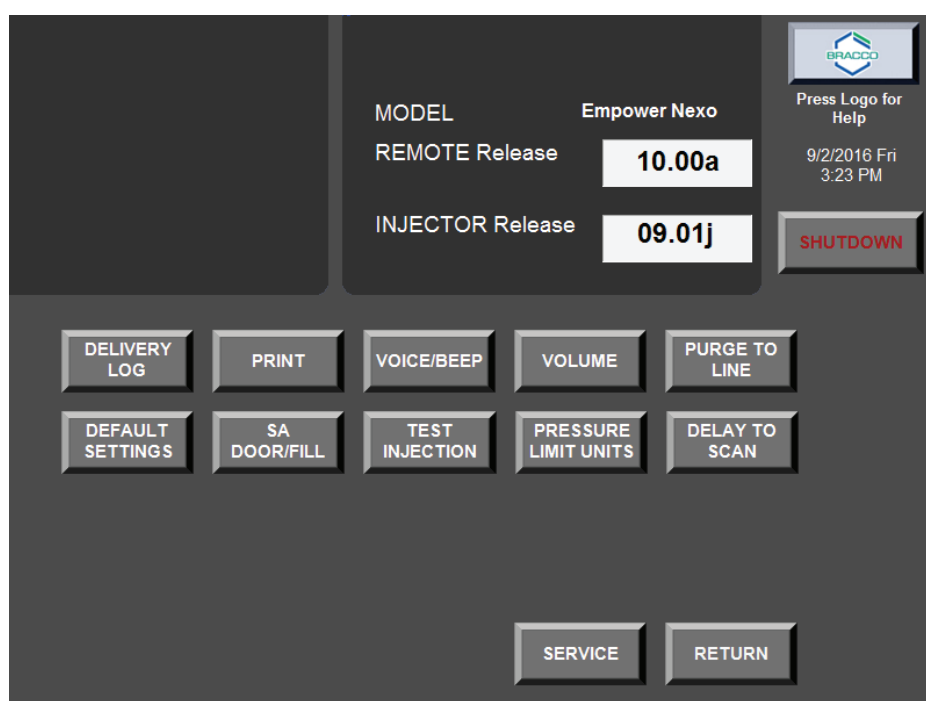 BRACCO
Press Logo for
Help
MODEL Empower Nexo
REMOTE Release 10.00a
9/2/2016 Fri
3:23 PM
INJECTOR Release 09.01j
SHUTDOWN
DELIVERY
LOG
PRINT
VOICE/BEEP
VOLUME
PURGE TO
LINE
DEFAULT
SETTINGS
SA
DOOR/FILL
TEST
INJECTION
PRESSURE
LIMIT UNITS
DELAY TO
SCAN
SERVICE
RETURN